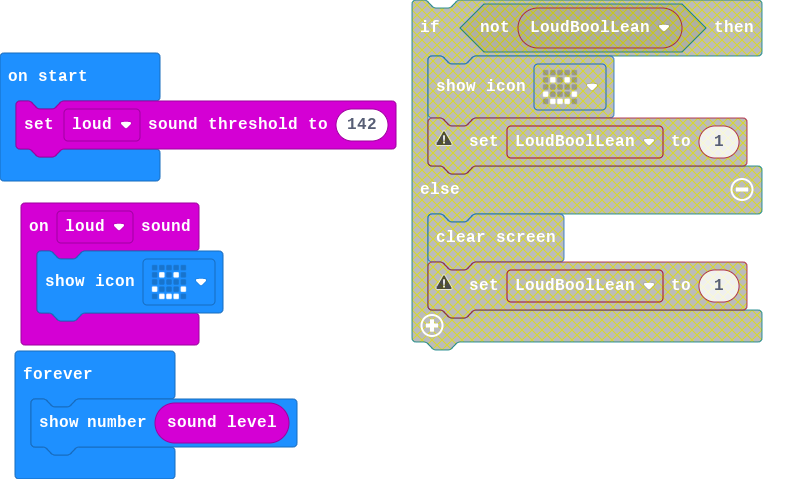 on start
set loud sound threshold to 142
on loud sound
show icon
forever
show number sound level
if not LoudBoolLean then
show icon
set LoudBoolLean to 1
else
clear screen
set LoudBoolLean to 1